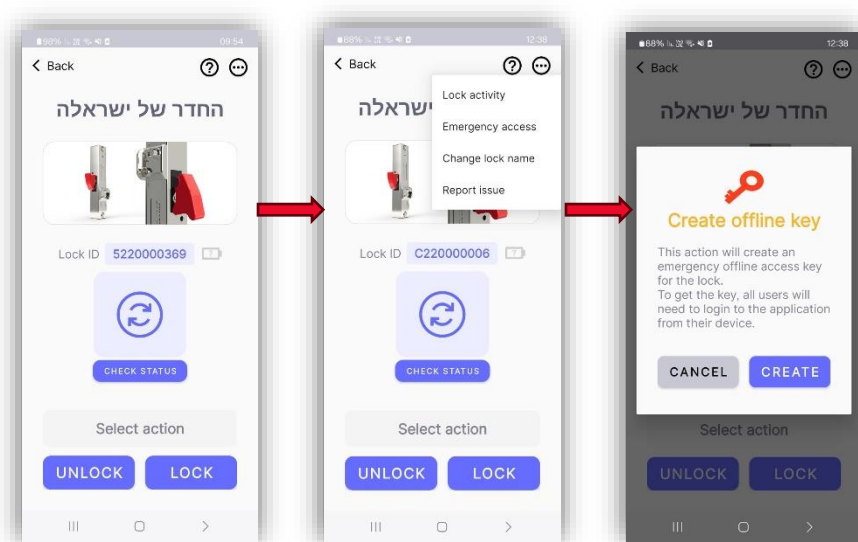 98%
09:54
Back
החדר של ישראלה
Lock ID 5220000369
CHECK STATUS
Select action
UNLOCK LOCK
88%
12:38
Back
Lock activity
Emergency access
Change lock name
Report issue
Lock ID C220000006
CHECK STATUS
Select action
UNLOCK LOCK
88%
12:38
Back
החדר של ישראלה
Create offline key
This action will create an
emergency offline access key
for the lock.
To get the key, all users will
need to login to the application
from their device.
CANCEL CREATE
Select action
UNLOCK LOCK